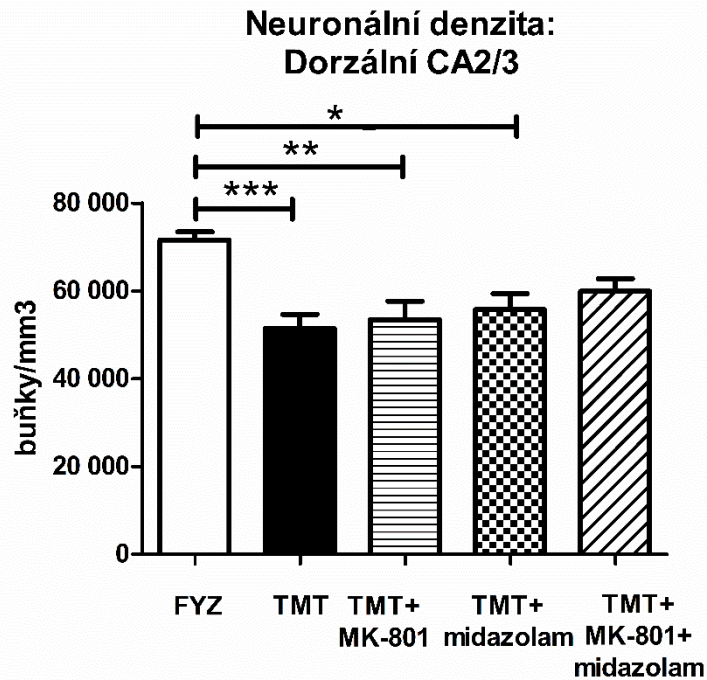 Neuronální denzita:
Dorzální CA2/3
*
**
***
80 000
60 000
40 000
20 000
0
buňky/mm3
FYZ
TMT
TMT+
MK-801
TMT+
midazolam
TMT+
MK-801+
midazolam